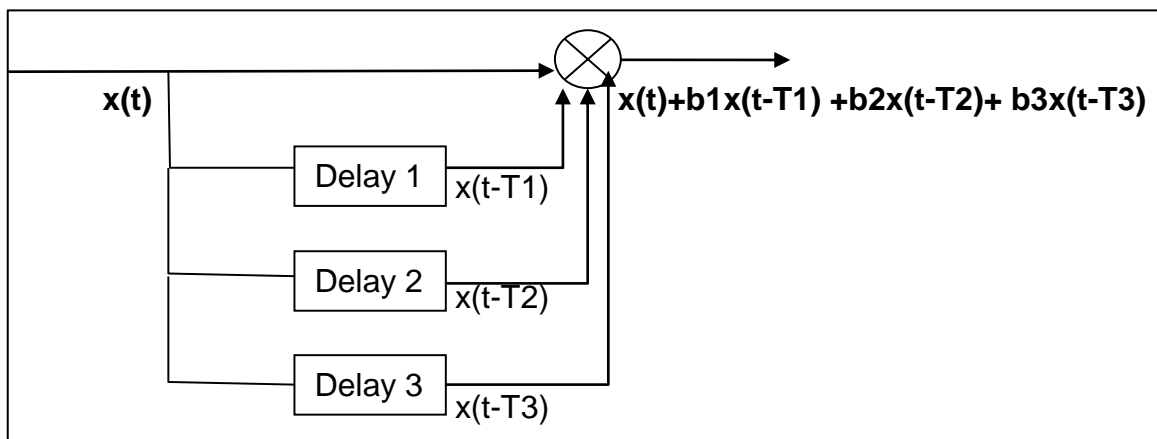 x(t)
x(t)+b1x(t-T1) +b2x(t-T2)+ b3x(t-T3)
Delay 1
x(t-T1)
Delay 2
x(t-T2)
Delay 3
x(t-T3)